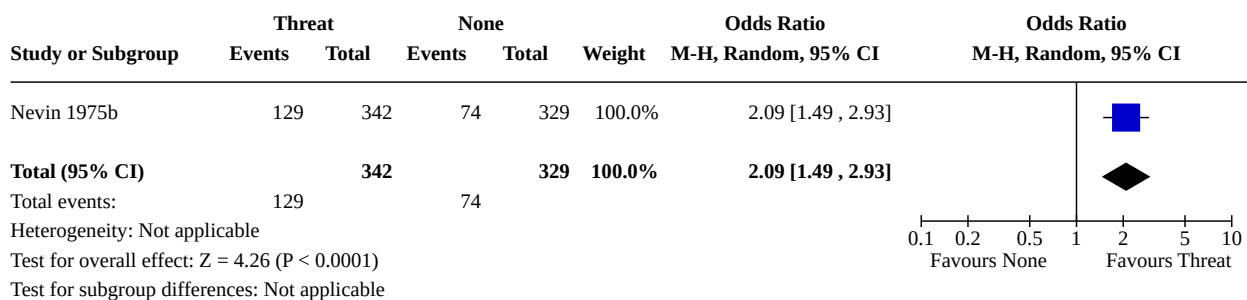 Threat None Odds Ratio Odds Ratio
Study or Subgroup Events Total Events Total Weight M-H, Random, 95% CI M-H, Random, 95% CI
Nevin 1975b 129 342 74 329 100.0% 2.09 [1.49 , 2.93]
Total (95% CI) 342 329 100.0% 2.09 [1.49 , 2.93]
Total events: 129 74
Heterogeneity: Not applicable
0.1 0.2 0.5 1 2 5 10
Test for overall effect: Z = 4.26 (P < 0.0001) Favours None Favours Threat
Test for subgroup differences: Not applicable